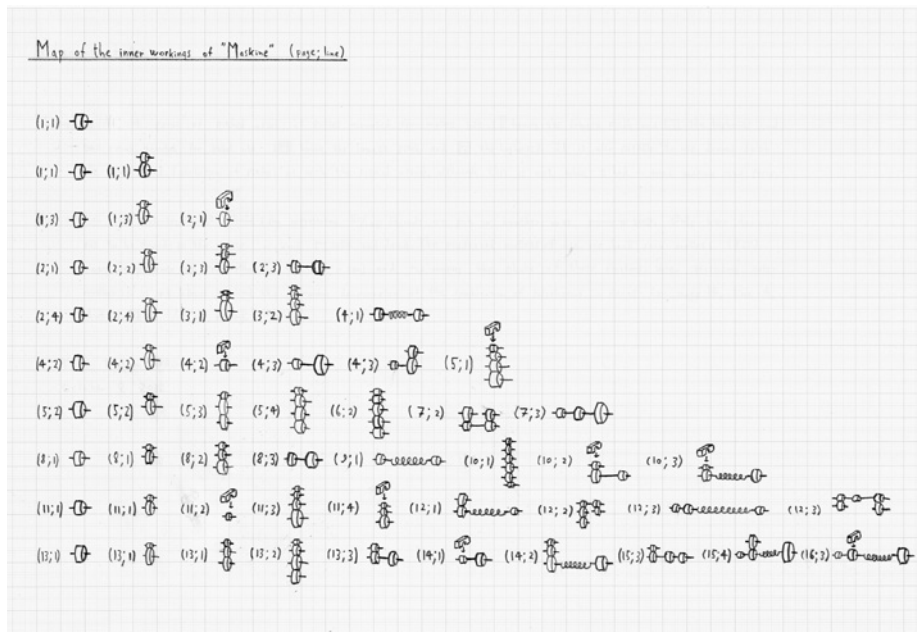 Map of the inner workings of "Maskine" (page; line)
(1;1)
(1;1) (1;1)
(1;3) (1;3) (2;1)
(2;1) (2;2) (2;3)
(2;4) (2;4) (3;1) (3;2) (4;1)
(4;2) (4;2) (4;2) (4;3) (4;3) (5;1)
(5;2) (5;2) (5;3) (5;4) (6;2) (7;2) (7;3)
(8;1) (8;1) (8;2) (8;3) (9;1) (10;1) (10;2) (10;3)
(11;1) (11;1) (11;2) (11;3) (11;4) (12;1) (12;2) (12;3) (12;3)
(13;1) (13;1) (13;1) (13;2) (13;3) (14;1) (14;2) (15;3) (15;4) (16;3)